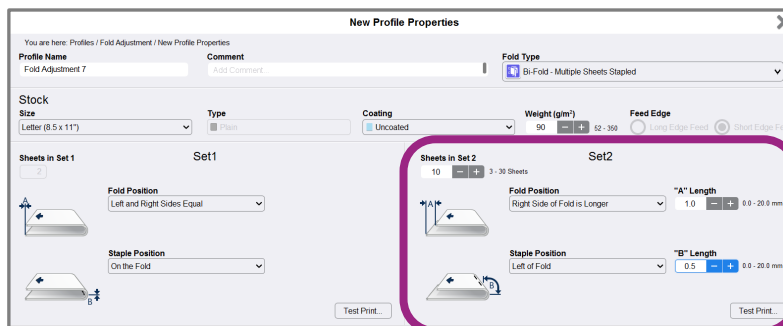 New Profile Properties
You are here: Profiles / Fold Adjustment / New Profile Properties
Profile Name
Comment
Fold Type
Fold Adjustment 7
Add Comment...
Bi-Fold - Multiple Sheets Stapled
Stock
Size
Type
Coating
Weight (g/m²)
Feed Edge
Letter (8.5 x 11")
Plain
Uncoated
90
52 - 350
Long Edge Feed
Short Edge
Sheets in Set 1
Set1
2
Fold Position
Left and Right Sides Equal
A
Staple Position
On the Fold
B
Test Print...
Sheets in Set 2
Set2
10
3 - 30 Sheets
Fold Position
Right Side of Fold is Longer
"A" Length
1.0
0.0 - 20.0 mm
A
Staple Position
Left of Fold
"B" Length
0.5
0.0 - 20.0 mm
B
Test Print...